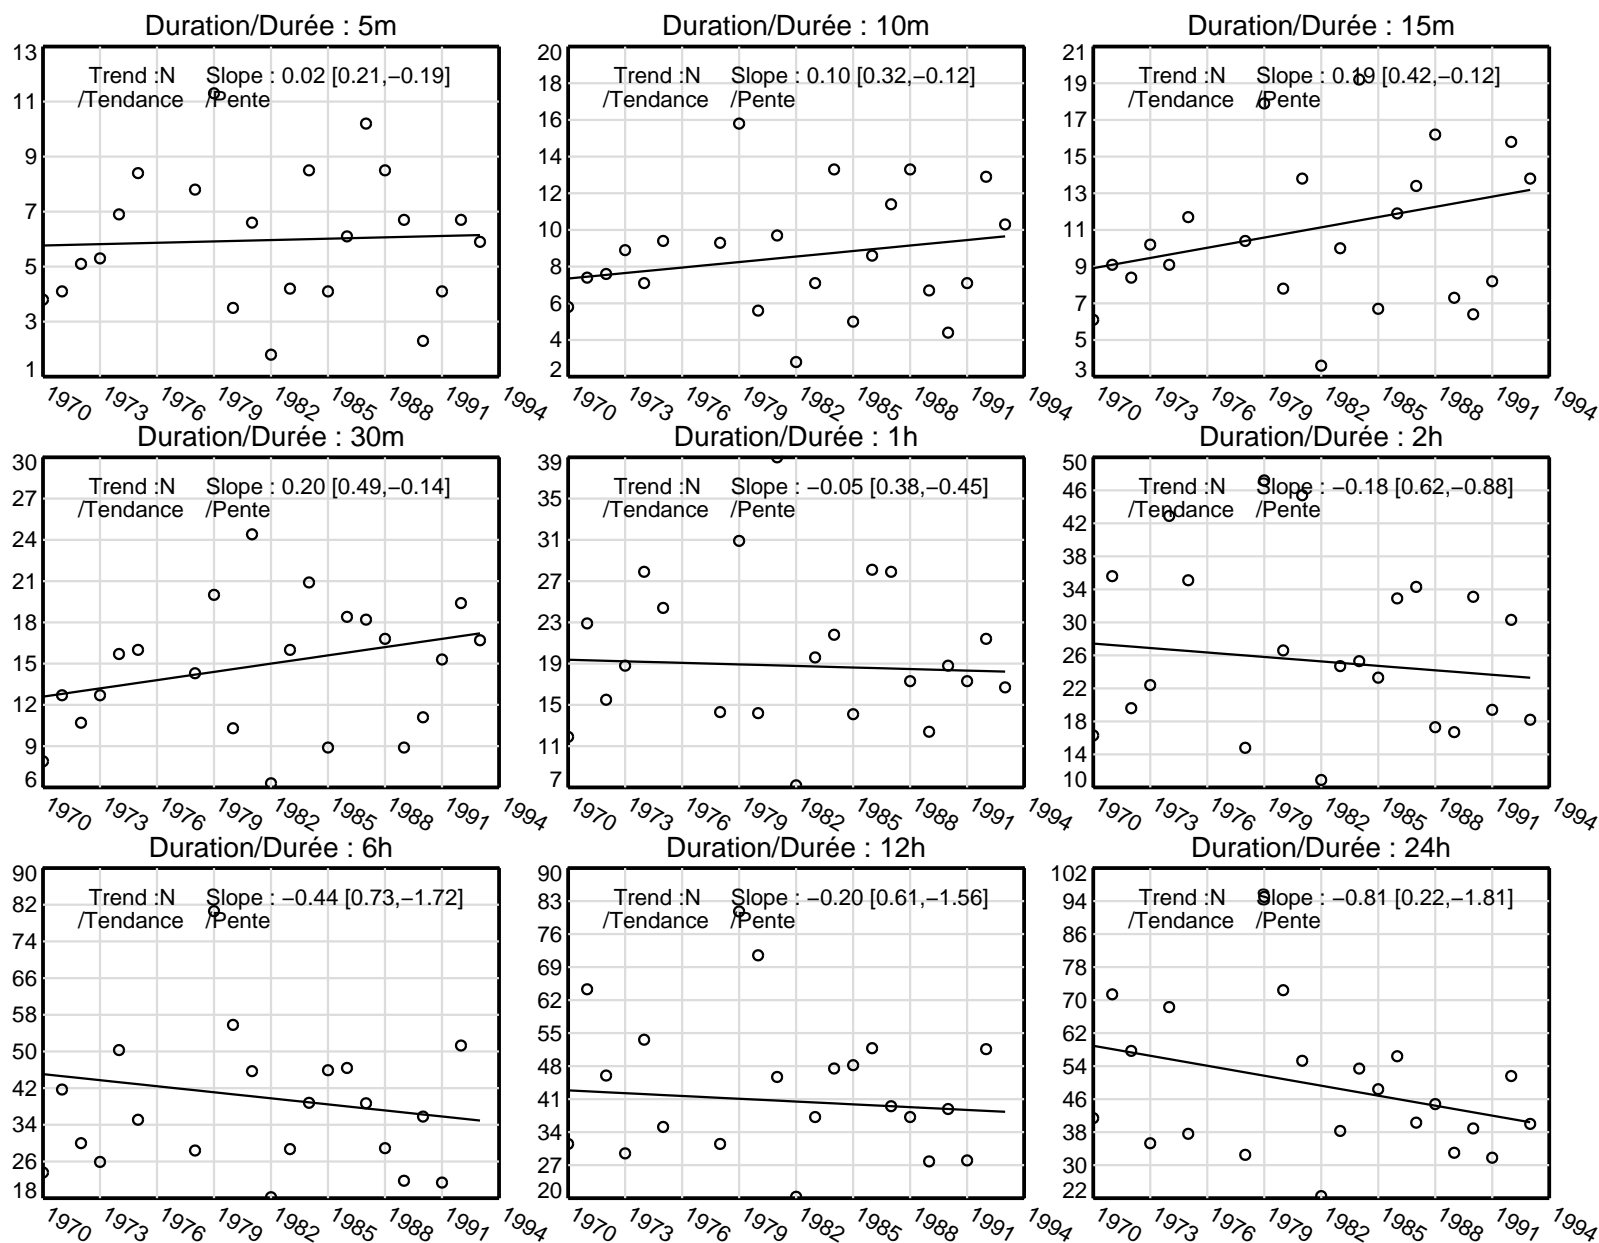 Duration/Durée : 5m
Trend :N Slope : 0.02 [0.21,−0.19]
/Tendance /Pente
13
11
9
7
5
3
1
1970 1973 1976 1979 1982 1985 1988 1991 1994
Duration/Durée : 10m
Trend :N Slope : 0.10 [0.32,−0.12]
/Tendance /Pente
20
18
16
14
12
10
8
6
4
2
1970 1973 1976 1979 1982 1985 1988 1991 1994
Duration/Durée : 15m
Trend :N Slope : 0.19 [0.42,−0.12]
/Tendance /Pente
21
19
17
15
13
11
9
7
5
3
1970 1973 1976 1979 1982 1985 1988 1991 1994
Duration/Durée : 30m
Trend :N Slope : 0.20 [0.49,−0.14]
/Tendance /Pente
30
27
24
21
18
15
12
9
6
1970 1973 1976 1979 1982 1985 1988 1991 1994
Duration/Durée : 1h
Trend :N Slope : −0.05 [0.38,−0.45]
/Tendance /Pente
39
35
31
27
23
19
15
11
7
1970 1973 1976 1979 1982 1985 1988 1991 1994
Duration/Durée : 2h
Trend :N Slope : −0.18 [0.62,−0.88]
/Tendance /Pente
50
46
42
38
34
30
26
22
18
14
10
1970 1973 1976 1979 1982 1985 1988 1991 1994
Duration/Durée : 6h
Trend :N Slope : −0.44 [0.73,−1.72]
/Tendance /Pente
90
82
74
66
58
50
42
34
26
18
1970 1973 1976 1979 1982 1985 1988 1991 1994
Duration/Durée : 12h
Trend :N Slope : −0.20 [0.61,−1.56]
/Tendance /Pente
90
83
76
69
62
55
48
41
34
27
20
1970 1973 1976 1979 1982 1985 1988 1991 1994
Duration/Durée : 24h
Trend :N Slope : −0.81 [0.22,−1.81]
/Tendance /Pente
102
94
86
78
70
62
54
46
38
30
22
1970 1973 1976 1979 1982 1985 1988 1991 1994